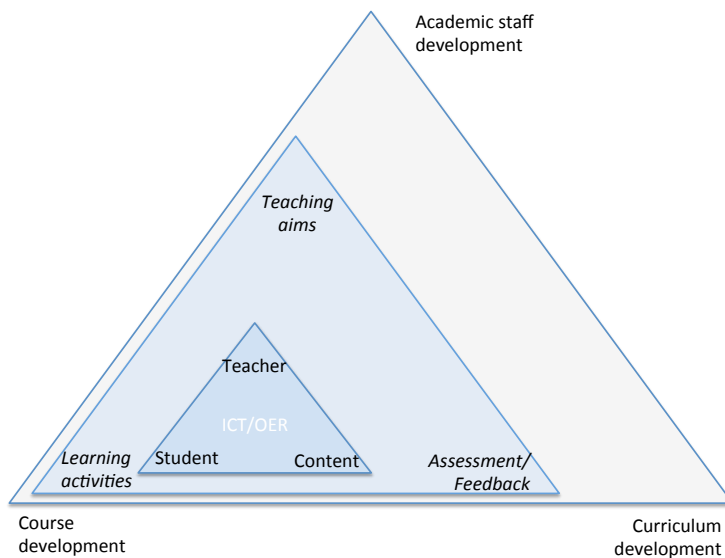 Academic staff
development
Teaching
aims
Teacher
ICT/OER
Student
Content
Learning
activities
Assessment/
Feedback
Course
development
Curriculum
development